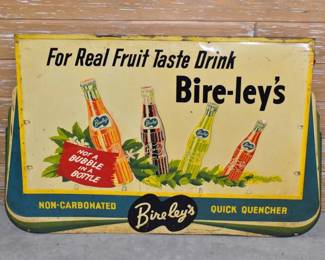 For Real Fruit Taste Drink
Bire-ley's
NOT A
BUBBLE
IN A
BOTTLE
NON-CARBONATED
Bireley's
QUICK QUENCHER